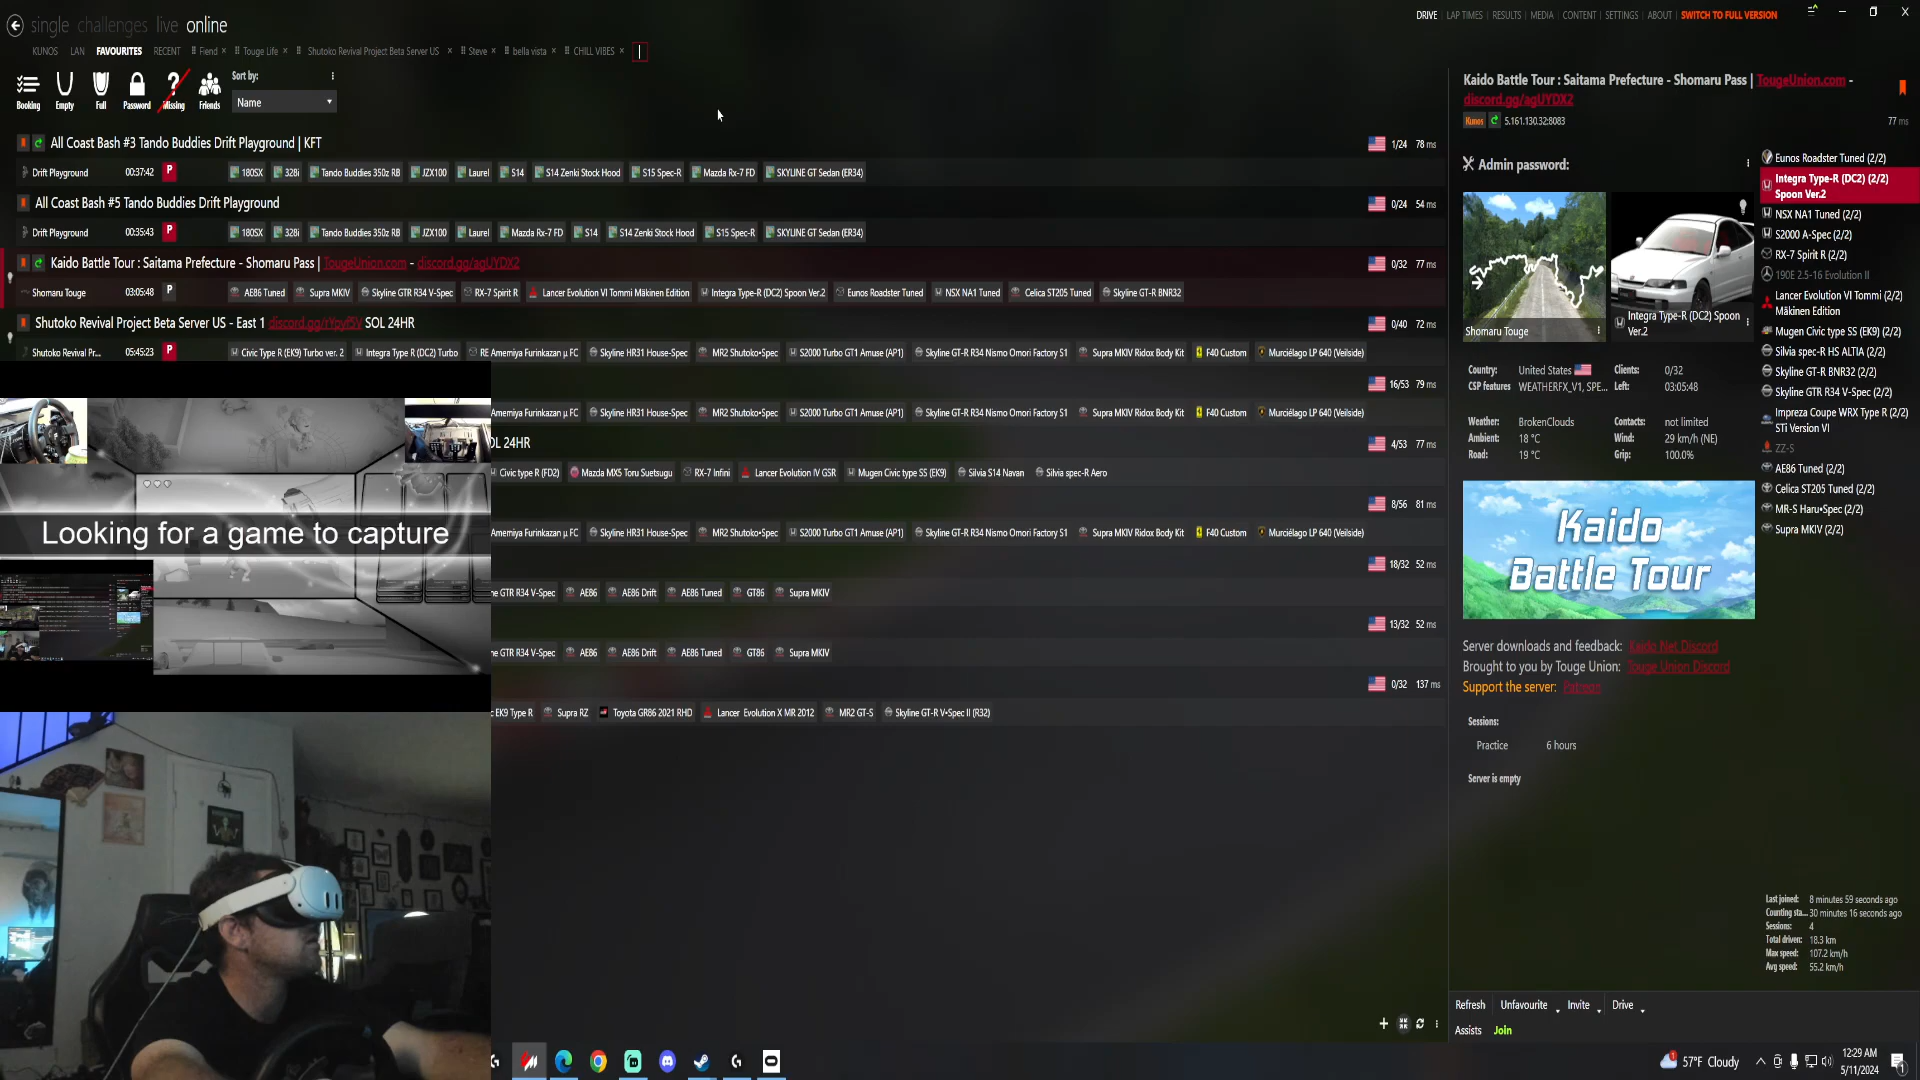 single challenges live online
DRIVE | LAP TIMES | RESULTS | MEDIA | CONTENT | SETTINGS | ABOUT | SWITCH TO FULL VERSION
KUNOS LAN FAVOURITES RECENT Fiend × Touge Life × Shutoko Revival Project Beta Server US × Steve × bella vista × CHILL VIBES ×
Booking Empty Full Password Missing Friends
Sort by:
Name
All Coast Bash #3 Tando Buddies Drift Playground | KFT 1/24 78 ms
Drift Playground 00:37:42 P 180SX 328i Tando Buddies 350z RB JZX100 Laurel S14 S14 Zenki Stock Hood S15 Spec-R Mazda Rx-7 FD SKYLINE GT Sedan (ER34)
All Coast Bash #5 Tando Buddies Drift Playground 0/24 54 ms
Drift Playground 00:35:43 P 180SX 328i Tando Buddies 350z RB JZX100 Laurel Mazda Rx-7 FD S14 S14 Zenki Stock Hood S15 Spec-R SKYLINE GT Sedan (ER34)
Kaido Battle Tour : Saitama Prefecture - Shomaru Pass | TougeUnion.com - discord.gg/agUYDX2 0/32 77 ms
Shomaru Touge 03:05:48 P AE86 Tuned Supra MKIV Skyline GTR R34 V-Spec RX-7 Spirit R Lancer Evolution VI Tommi Mäkinen Edition Integra Type-R (DC2) Spoon Ver.2 Eunos Roadster Tuned NSX NA1 Tuned Celica ST205 Tuned Skyline GT-R BNR32
Shutoko Revival Project Beta Server US - East 1 SOL 24HR 0/40 72 ms
Shutoko Revival Pr... 05:45:23 P Civic Type R (EK9) Turbo ver. 2 Integra Type R (DC2) Turbo RE Amemiya Furinkazan µ FC Skyline HR31 House-Spec MR2 Shutoko•Spec S2000 Turbo GT1 Amuse (AP1) Skyline GT-R R34 Nismo Omori Factory S1 Supra MKIV Ridox Body Kit F40 Custom Murciélago LP 640 (Veilside)
16/53 79 ms
Amemiya Furinkazan µ FC Skyline HR31 House-Spec MR2 Shutoko•Spec S2000 Turbo GT1 Amuse (AP1) Skyline GT-R R34 Nismo Omori Factory S1 Supra MKIV Ridox Body Kit F40 Custom Murciélago LP 640 (Veilside)
OL 24HR 4/53 77 ms
Civic type R (FD2) Mazda MX5 Toru Suetsugu RX-7 Infini Lancer Evolution IV GSR Mugen Civic type SS (EK9) Silvia S14 Navan Silvia spec-R Aero
8/56 81 ms
Amemiya Furinkazan µ FC Skyline HR31 House-Spec MR2 Shutoko•Spec S2000 Turbo GT1 Amuse (AP1) Skyline GT-R R34 Nismo Omori Factory S1 Supra MKIV Ridox Body Kit F40 Custom Murciélago LP 640 (Veilside)
18/32 52 ms
ne GTR R34 V-Spec AE86 AE86 Drift AE86 Tuned GT86 Supra MKIV
13/32 52 ms
ne GTR R34 V-Spec AE86 AE86 Drift AE86 Tuned GT86 Supra MKIV
0/32 137 ms
c EK9 Type R Supra RZ Toyota GR86 2021 RHD Lancer Evolution X MR 2012 MR2 GT-S Skyline GT-R V•Spec II (R32)
Looking for a game to capture
Kaido Battle Tour : Saitama Prefecture - Shomaru Pass | TougeUnion.com -
discord.gg/agUYDX2
Kunos 5.161.130.32:8083 77 ms
Admin password:
Shomaru Touge
Integra Type-R (DC2) Spoon
Ver.2
Country: United States Clients: 0/32
CSP features WEATHERFX_V1, SPE... Left: 03:05:48
Weather: BrokenClouds Contacts: not limited
Ambient: 18 °C Wind: 29 km/h (NE)
Road: 19 °C Grip: 100.0%
Kaido
Battle Tour
Server downloads and feedback: Kaido Net Discord
Brought to you by Touge Union: Touge Union Discord
Support the server: Patreon
Sessions:
Practice 6 hours
Server is empty
Eunos Roadster Tuned (2/2)
Integra Type-R (DC2) (2/2)
Spoon Ver.2
NSX NA1 Tuned (2/2)
S2000 A-Spec (2/2)
RX-7 Spirit R (2/2)
190E 2.5-16 Evolution II
Lancer Evolution VI Tommi (2/2)
Mäkinen Edition
Mugen Civic type SS (EK9) (2/2)
Silvia spec-R HS ALTIA (2/2)
Skyline GT-R BNR32 (2/2)
Skyline GTR R34 V-Spec (2/2)
Impreza Coupe WRX Type R (2/2)
STi Version VI
ZZ-S
AE86 Tuned (2/2)
Celica ST205 Tuned (2/2)
MR-S Haru•Spec (2/2)
Supra MKIV (2/2)
Last joined: 8 minutes 59 seconds ago
Counting sta... 30 minutes 16 seconds ago
Sessions: 4
Total driven: 18.3 km
Max speed: 107.2 km/h
Avg speed: 55.2 km/h
Refresh Unfavourite Invite Drive
Assists Join
57°F Cloudy
12:29 AM
5/11/2024